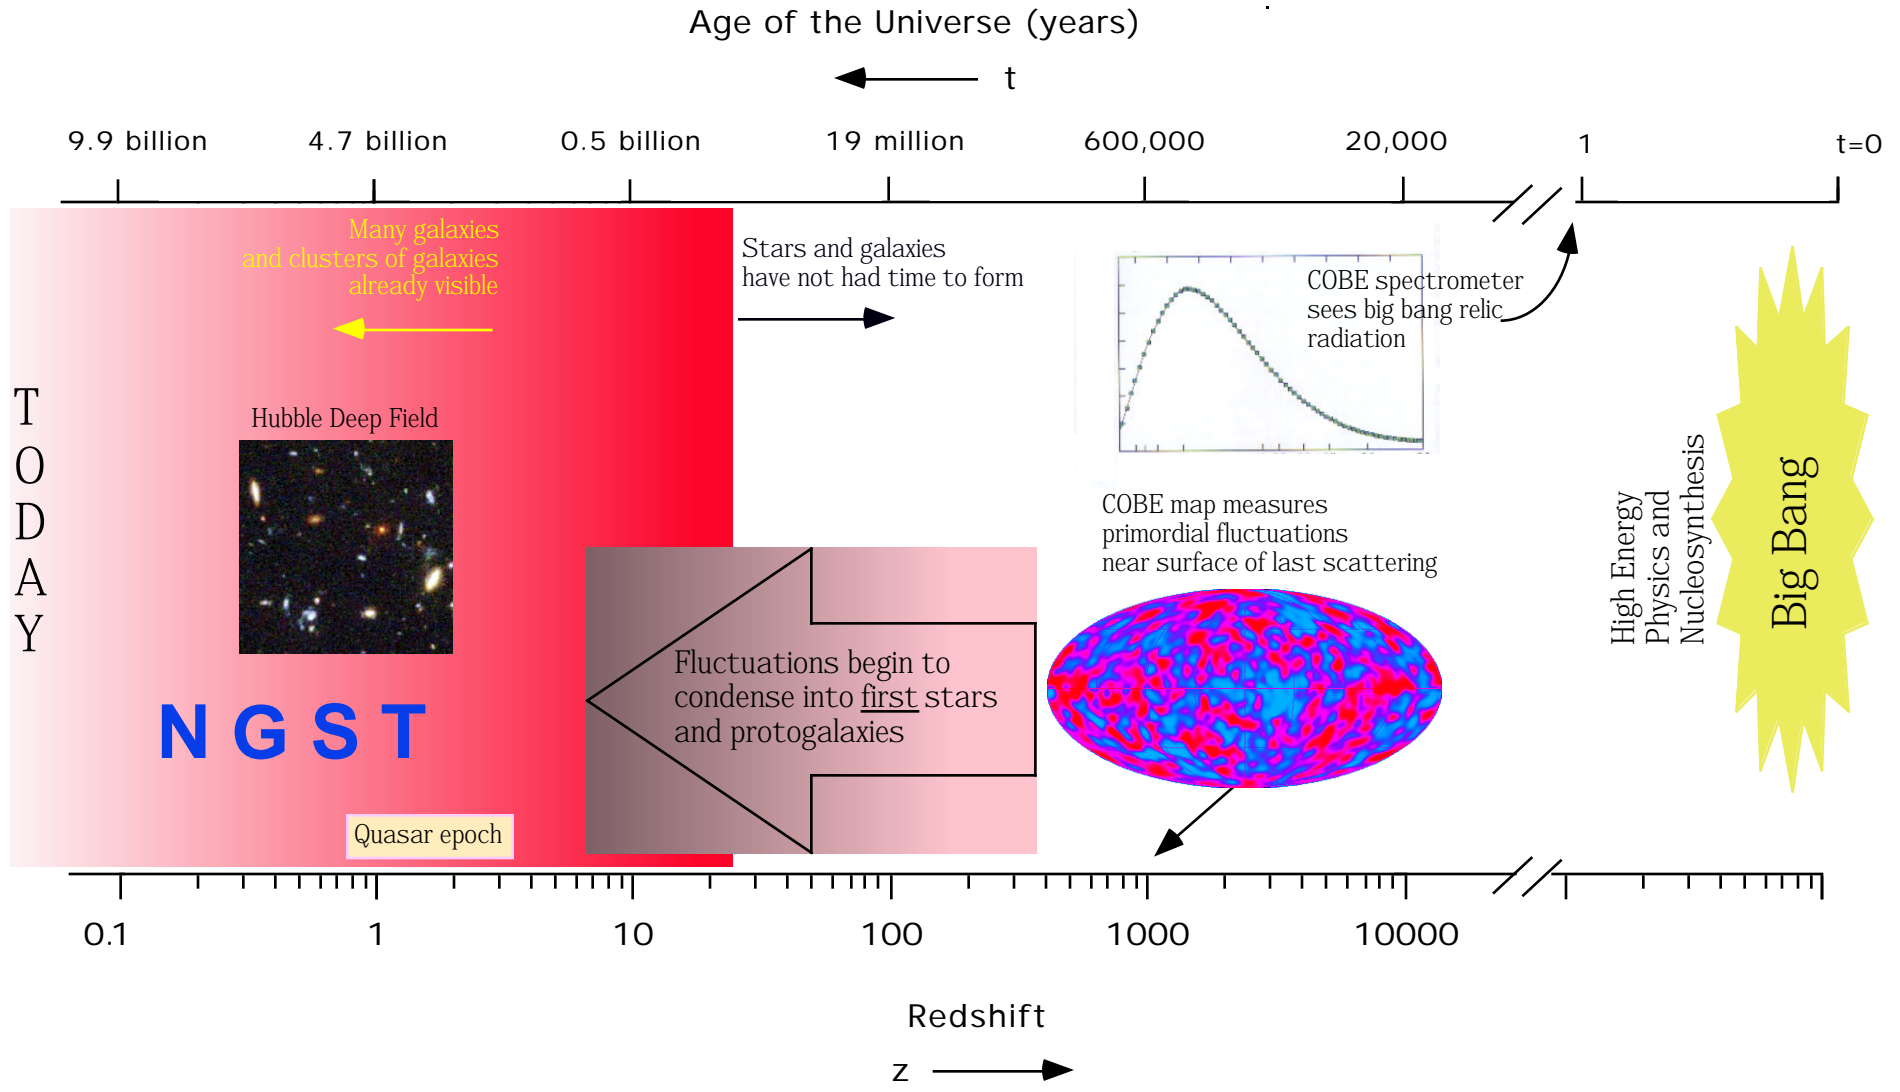 Age of the Universe (years)
t
9.9 billion 4.7 billion 0.5 billion 19 million 600,000 20,000 1 t=0
Many galaxies
and clusters of galaxies
already visible
Stars and galaxies
have not had time to form
COBE spectrometer
sees big bang relic
radiation
TODAY
Hubble Deep Field
COBE map measures
primordial fluctuations
near surface of last scattering
High Energy
Physics and
Nucleosynthesis
Big Bang
Fluctuations begin to
condense into first stars
and protogalaxies
NGST
Quasar epoch
0.1 1 10 100 1000 10000
Redshift
z